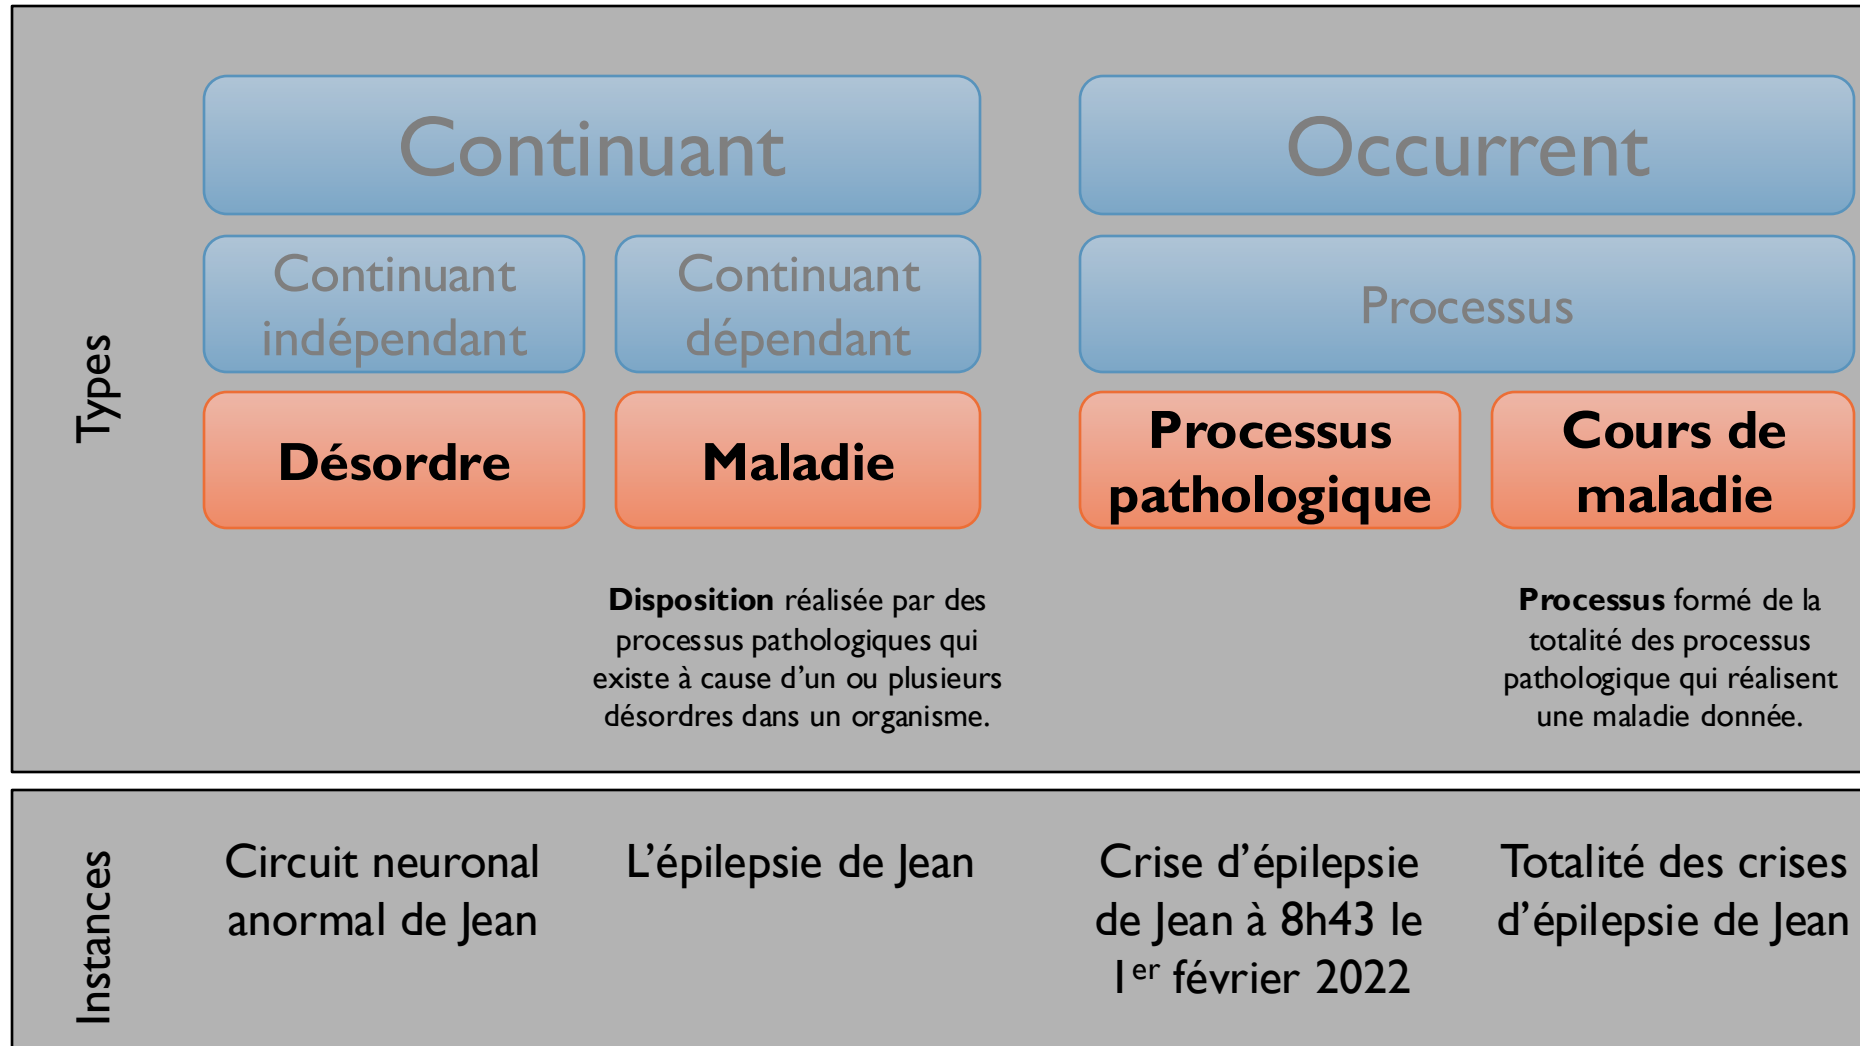 Types
Continuant
Occurrent
Continuant
indépendant
Continuant
dépendant
Processus
Désordre
Maladie
Processus
pathologique
Cours de
maladie
Disposition réalisée par des
processus pathologiques qui
existe à cause d’un ou plusieurs
désordres dans un organisme.
Processus formé de la
totalité des processus
pathologique qui réalisent
une maladie donnée.
Instances
Circuit neuronal
anormal de Jean
L’épilepsie de Jean
Crise d’épilepsie
de Jean à 8h43 le
1er février 2022
Totalité des crises
d’épilepsie de Jean